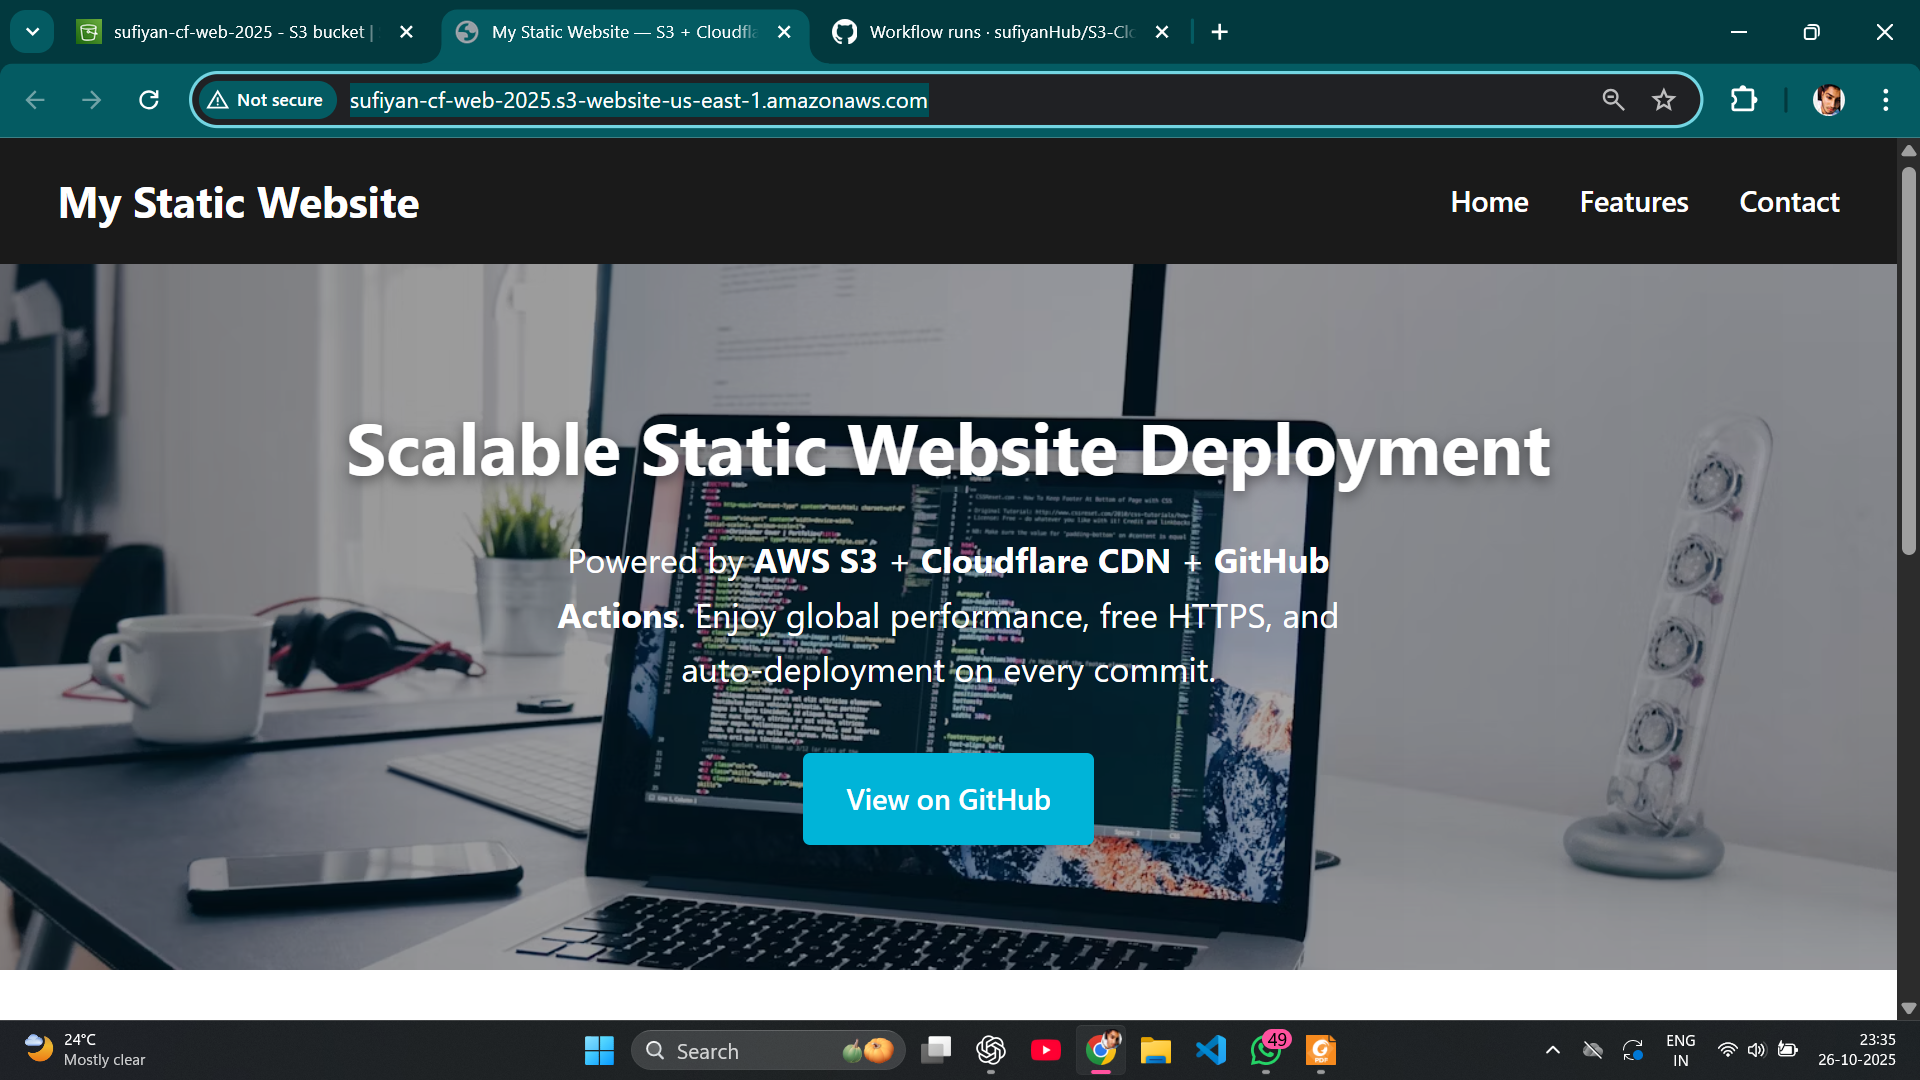 sufiyan-cf-web-2025 - S3 bucket |
My Static Website — S3 + Cloudfla
Workflow runs · sufiyanHub/S3-Clo
Not secure
sufiyan-cf-web-2025.s3-website-us-east-1.amazonaws.com
My Static Website
Home
Features
Contact
Scalable Static Website Deployment
Powered by AWS S3 + Cloudflare CDN + GitHub
Actions. Enjoy global performance, free HTTPS, and
auto-deployment on every commit.
View on GitHub
24°C
Mostly clear
Search
49
PDF
ENG
IN
23:35
26-10-2025